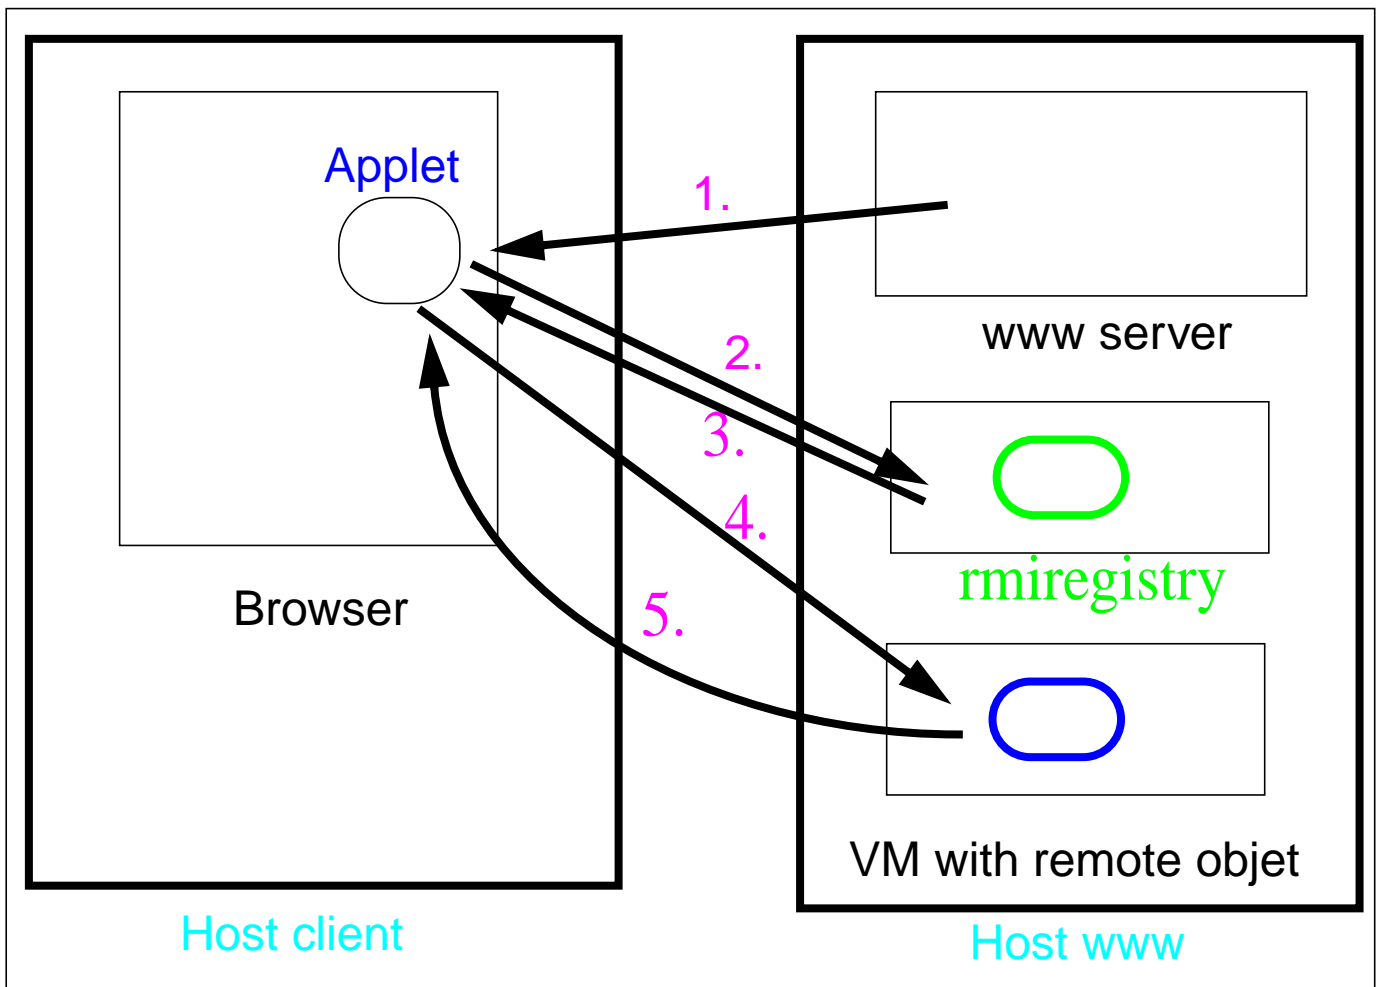 Applet
1.
www server
2.
3.
4.
rmiregistry
Browser
5.
VM with remote objet
Host client
Host www